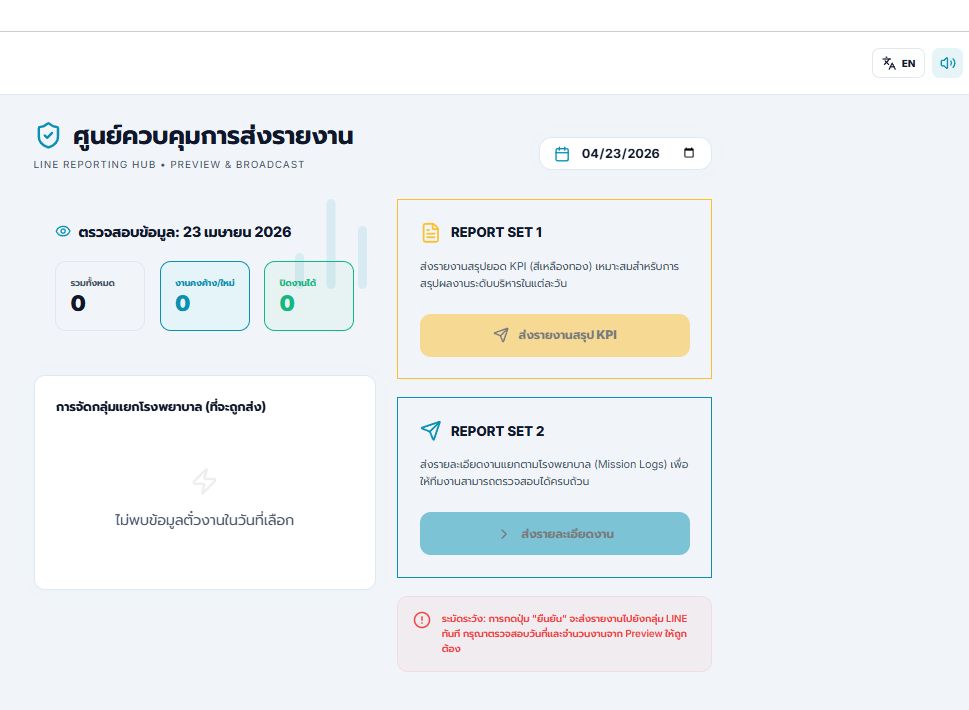 EN
ศูนย์ควบคุมการส่งรายงาน
LINE REPORTING HUB • PREVIEW & BROADCAST
04/23/2026
ตรวจสอบข้อมูล: 23 เมษายน 2026
รวมทั้งหมด
0
งานคงค้าง/ใหม่
0
ปิดงานได้
0
การจัดกลุ่มแยกโรงพยาบาล (ที่จะถูกส่ง)
ไม่พบข้อมูลตั๋วงานในวันที่เลือก
REPORT SET 1
ส่งรายงานสรุปยอด KPI (สีเหลืองทอง) เหมาะสมสำหรับการ
สรุปผลงานระดับบริหารในแต่ละวัน
ส่งรายงานสรุป KPI
REPORT SET 2
ส่งรายละเอียดงานแยกตามโรงพยาบาล (Mission Logs) เพื่อ
ให้ทีมงานสามารถตรวจสอบได้ครบถ้วน
ส่งรายละเอียดงาน
ระมัดระวัง: การกดปุ่ม "ยืนยัน" จะส่งรายงานไปยังกลุ่ม LINE
ทันที กรุณาตรวจสอบวันที่และจำนวนงานจาก Preview ให้ถูก
ต้อง